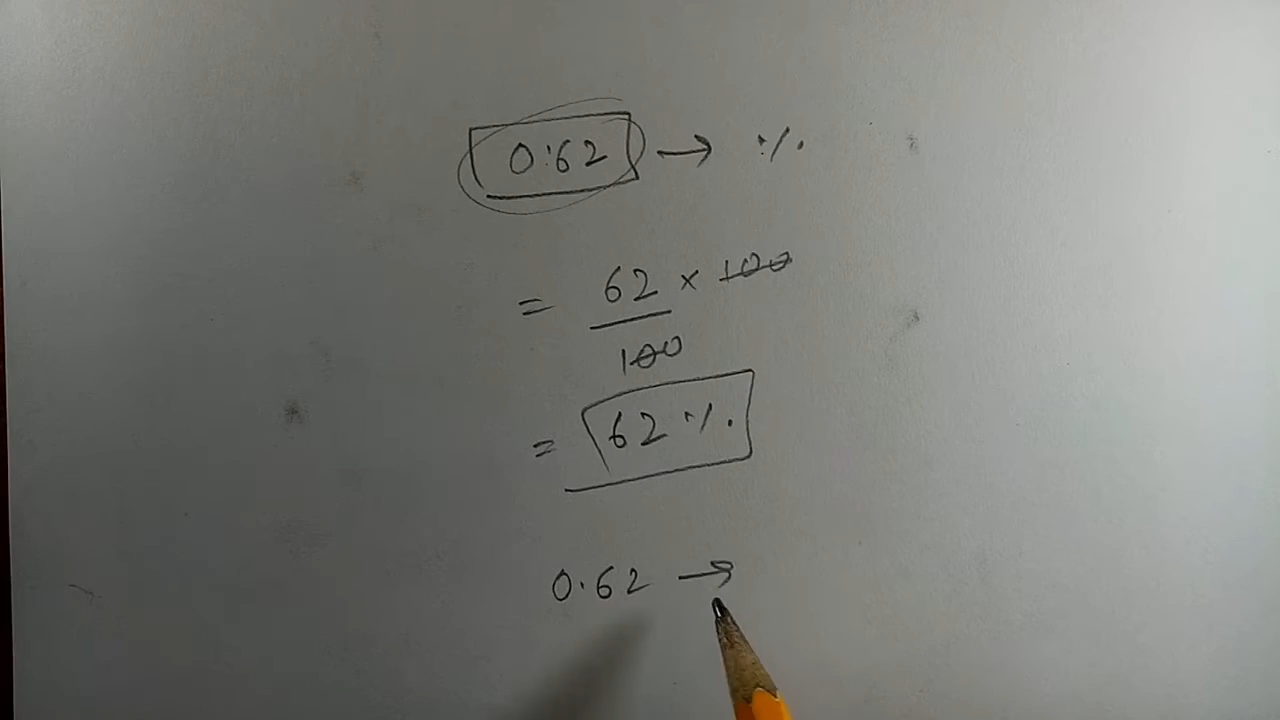 0.62 → %
= 62 × 100
100
= 62 %
0.62 →